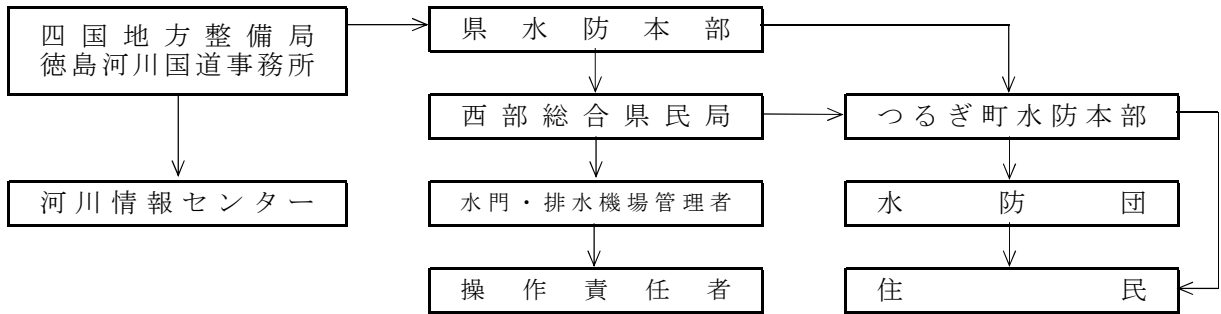 四国地方整備局
徳島河川国道事務所
県水防本部
西部総合県民局
つるぎ町水防本部
河川情報センター
水門・排水機場管理者
水防団
操作責任者
住民